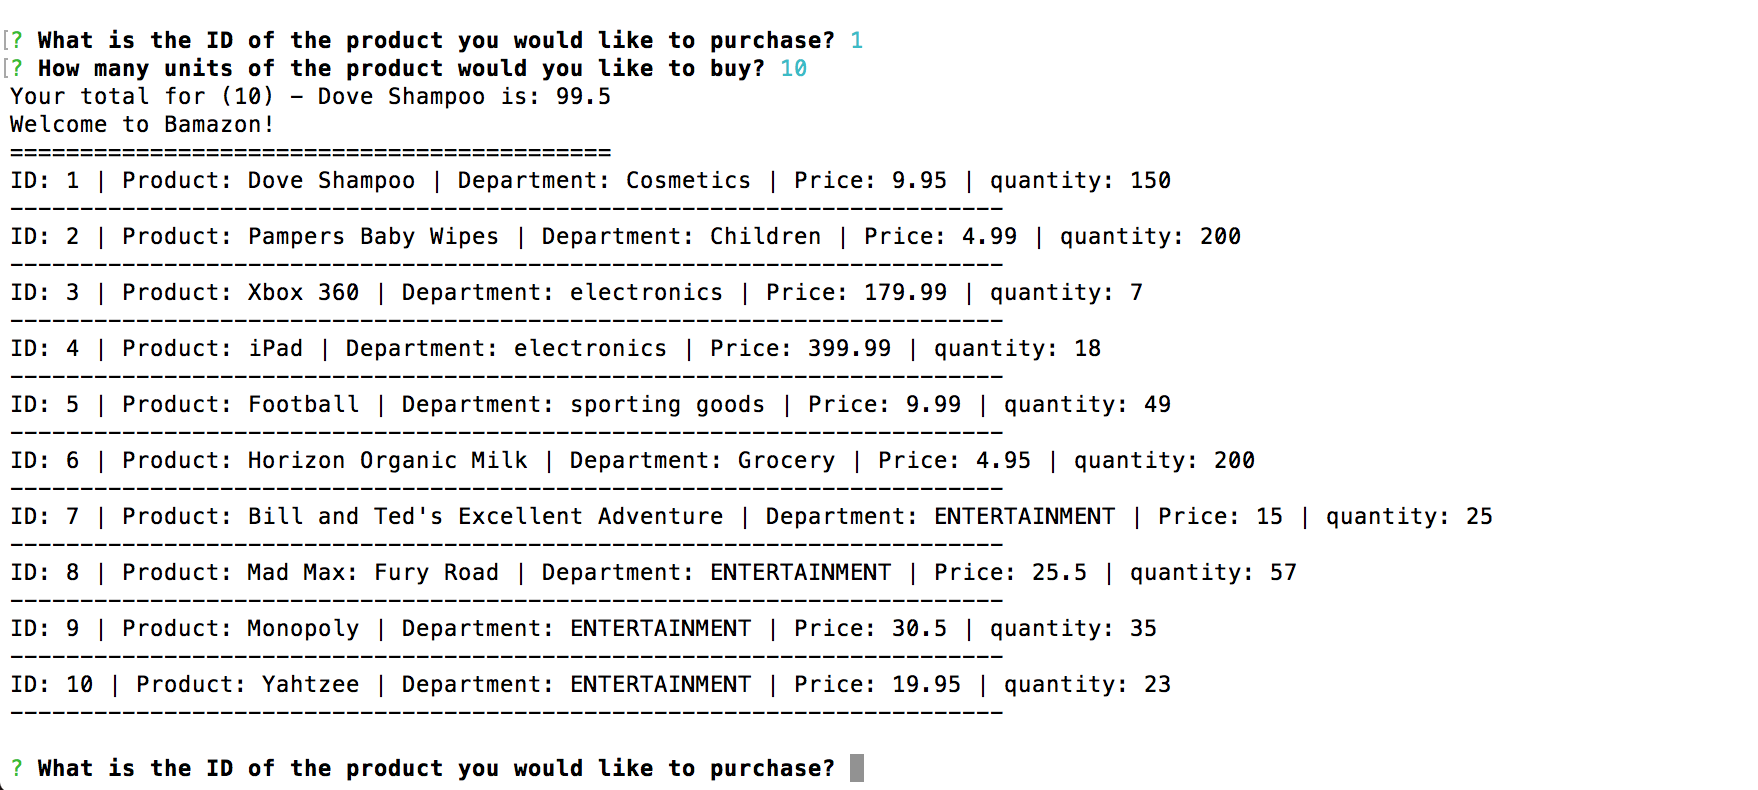 [? What is the ID of the product you would like to purchase? 1
[? How many units of the product would you like to buy? 10
Your total for (10) – Dove Shampoo is: 99.5
Welcome to Bamazon!
===========================================
ID: 1 | Product: Dove Shampoo | Department: Cosmetics | Price: 9.95 | quantity: 150
-----------------------------------------------------------------------
ID: 2 | Product: Pampers Baby Wipes | Department: Children | Price: 4.99 | quantity: 200
-----------------------------------------------------------------------
ID: 3 | Product: Xbox 360 | Department: electronics | Price: 179.99 | quantity: 7
-----------------------------------------------------------------------
ID: 4 | Product: iPad | Department: electronics | Price: 399.99 | quantity: 18
-----------------------------------------------------------------------
ID: 5 | Product: Football | Department: sporting goods | Price: 9.99 | quantity: 49
-----------------------------------------------------------------------
ID: 6 | Product: Horizon Organic Milk | Department: Grocery | Price: 4.95 | quantity: 200
-----------------------------------------------------------------------
ID: 7 | Product: Bill and Ted's Excellent Adventure | Department: ENTERTAINMENT | Price: 15 | quantity: 25
-----------------------------------------------------------------------
ID: 8 | Product: Mad Max: Fury Road | Department: ENTERTAINMENT | Price: 25.5 | quantity: 57
-----------------------------------------------------------------------
ID: 9 | Product: Monopoly | Department: ENTERTAINMENT | Price: 30.5 | quantity: 35
-----------------------------------------------------------------------
ID: 10 | Product: Yahtzee | Department: ENTERTAINMENT | Price: 19.95 | quantity: 23
-----------------------------------------------------------------------
? What is the ID of the product you would like to purchase?